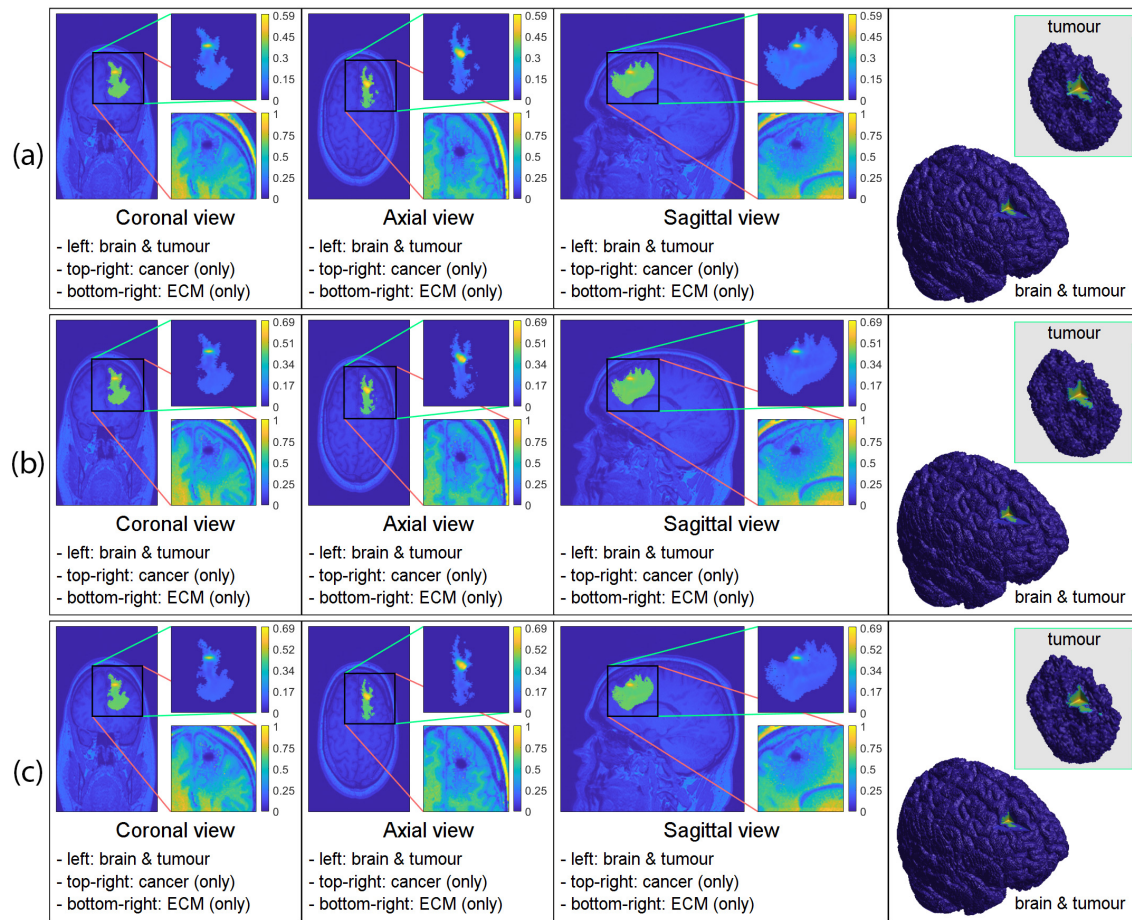 0.59
0.45
0.3
0.15
0
1
0.75
0.5
0.25
0
Coronal view
- left: brain & tumour
- top-right: cancer (only)
- bottom-right: ECM (only)
0.59
0.45
0.3
0.15
0
1
0.75
0.5
0.25
0
Axial view
- left: brain & tumour
- top-right: cancer (only)
- bottom-right: ECM (only)
0.59
0.45
0.3
0.15
0
1
0.75
0.5
0.25
0
Sagittal view
- left: brain & tumour
- top-right: cancer (only)
- bottom-right: ECM (only)
tumour
brain & tumour
(a)
0.69
0.51
0.34
0.17
0
1
0.75
0.5
0.25
0
Coronal view
- left: brain & tumour
- top-right: cancer (only)
- bottom-right: ECM (only)
0.69
0.51
0.34
0.17
0
1
0.75
0.5
0.25
0
Axial view
- left: brain & tumour
- top-right: cancer (only)
- bottom-right: ECM (only)
0.69
0.51
0.34
0.17
0
1
0.75
0.5
0.25
0
Sagittal view
- left: brain & tumour
- top-right: cancer (only)
- bottom-right: ECM (only)
tumour
brain & tumour
(b)
0.69
0.51
0.34
0.17
0
1
0.75
0.5
0.25
0
Coronal view
- left: brain & tumour
- top-right: cancer (only)
- bottom-right: ECM (only)
0.69
0.51
0.34
0.17
0
1
0.75
0.5
0.25
0
Axial view
- left: brain & tumour
- top-right: cancer (only)
- bottom-right: ECM (only)
0.69
0.51
0.34
0.17
0
1
0.75
0.5
0.25
0
Sagittal view
- left: brain & tumour
- top-right: cancer (only)
- bottom-right: ECM (only)
tumour
brain & tumour
(c)